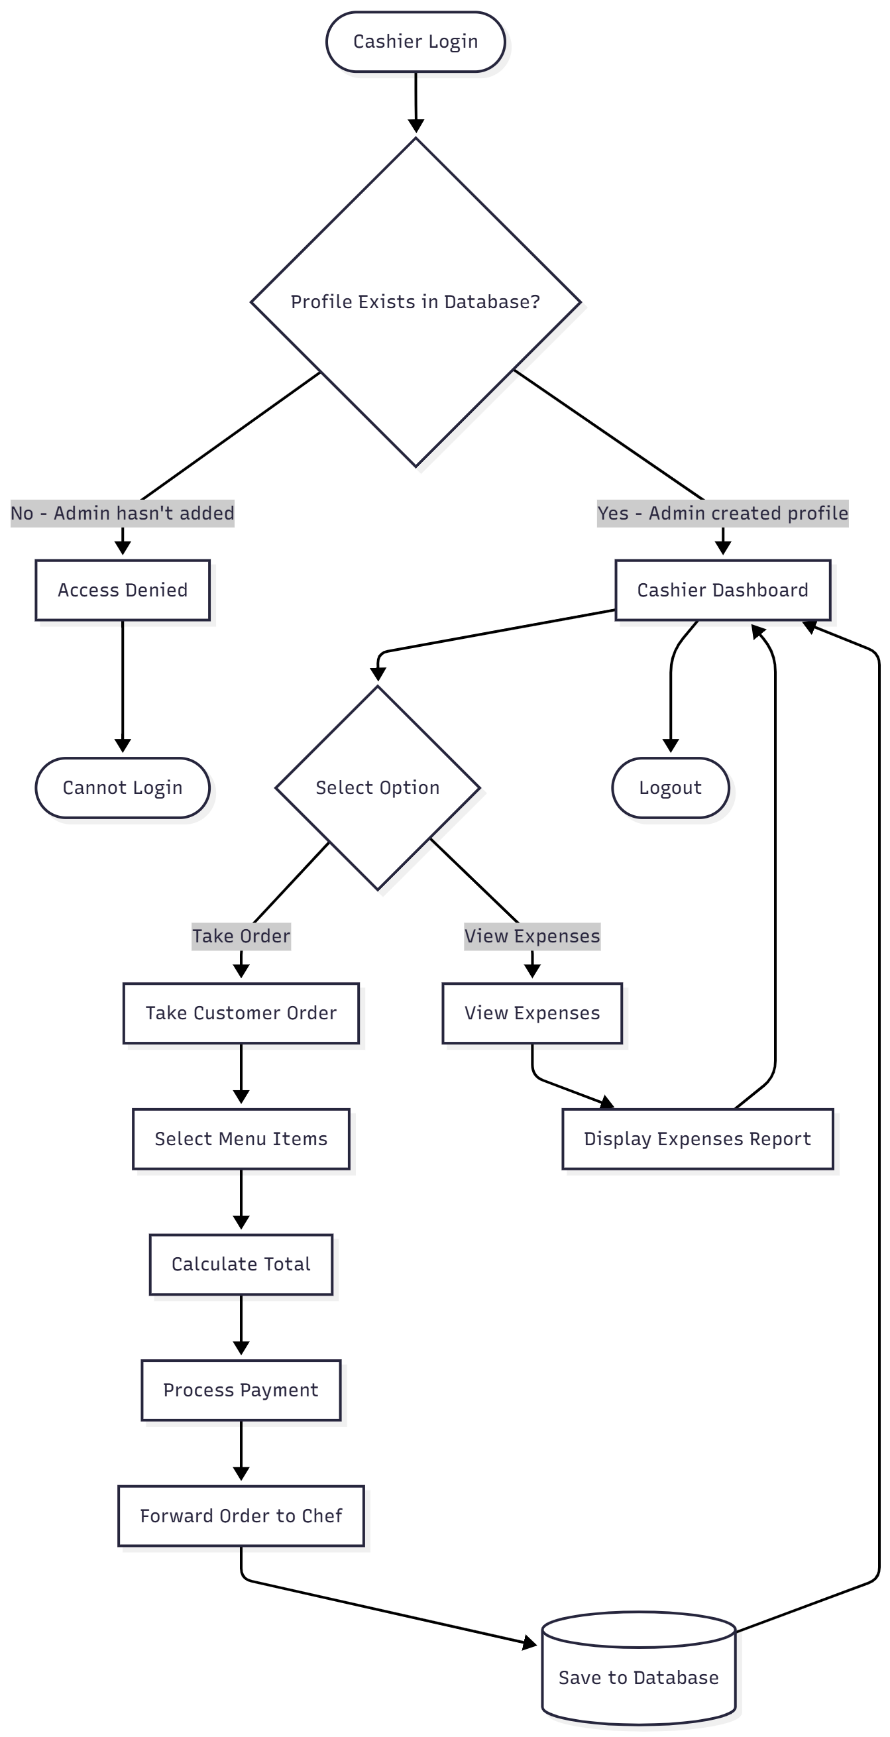 Cashier Login
Profile Exists in Database?
No - Admin hasn't added
Yes - Admin created profile
Access Denied
Cashier Dashboard
Cannot Login
Select Option
Logout
Take Order
View Expenses
Take Customer Order
View Expenses
Select Menu Items
Display Expenses Report
Calculate Total
Process Payment
Forward Order to Chef
Save to Database